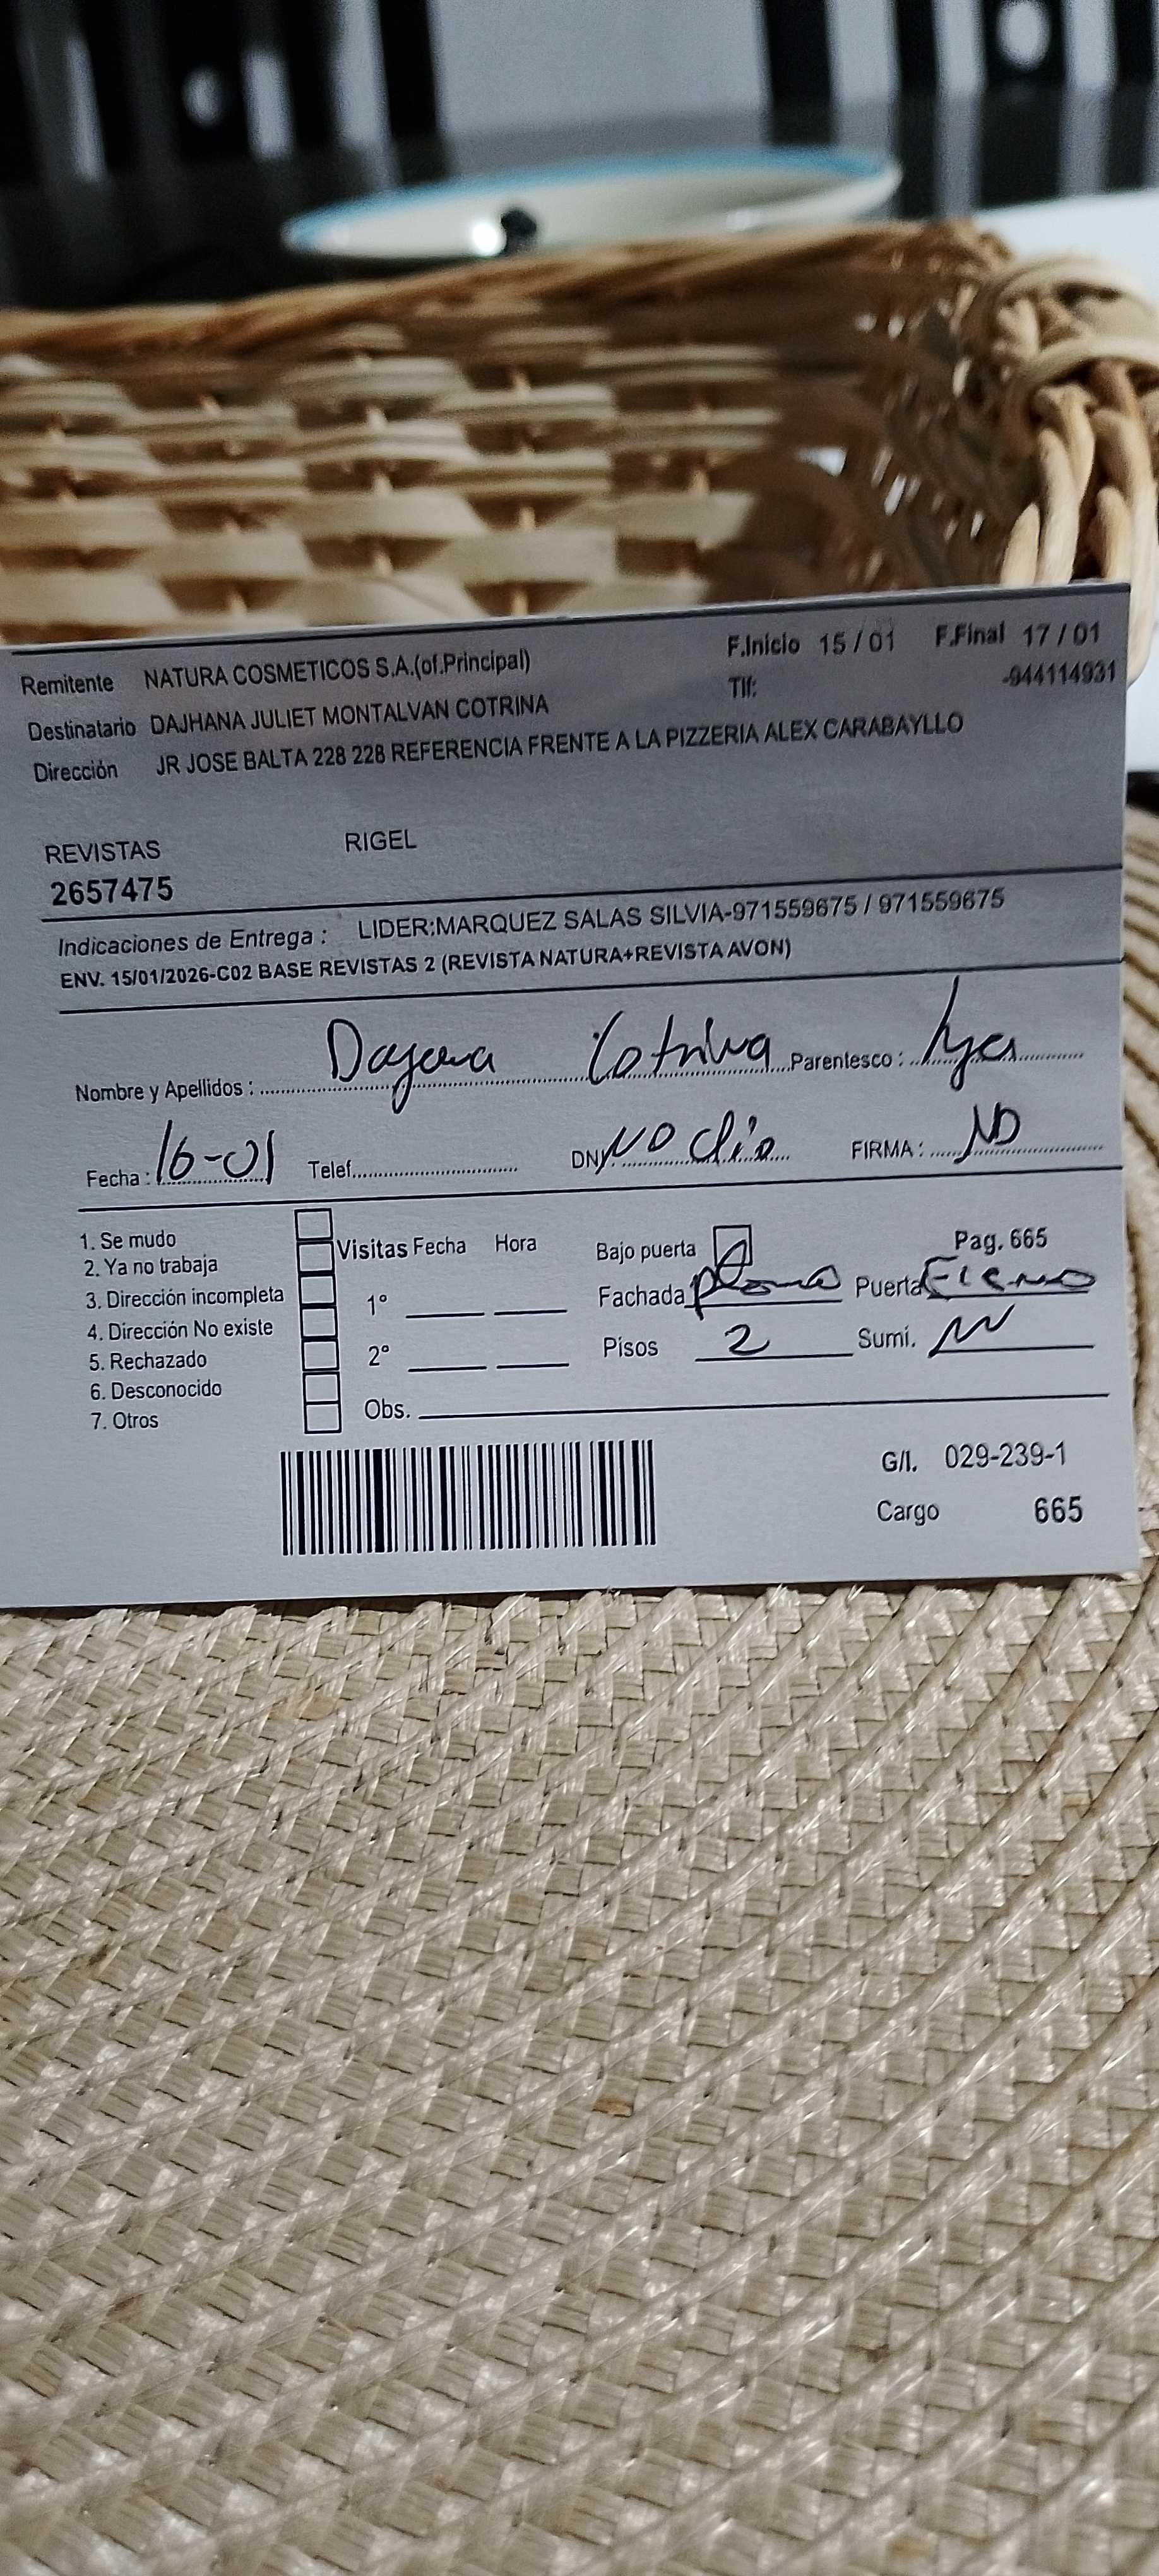 F.Inicio 15 / 01 F.Final 17 / 01
Remitente NATURA COSMETICOS S.A.(of.Principal)
Tlf: -944114931
Destinatario DAJHANA JULIET MONTALVAN COTRINA
Dirección JR JOSE BALTA 228 228 REFERENCIA FRENTE A LA PIZZERIA ALEX CARABAYLLO
REVISTAS RIGEL
2657475
Indicaciones de Entrega : LIDER:MARQUEZ SALAS SILVIA-971559675 / 971559675
ENV. 15/01/2026-C02 BASE REVISTAS 2 (REVISTA NATURA+REVISTA AVON)
Nombre y Apellidos : Dayana Cotrina Parentesco :
Fecha : 16-01 Telef. DNI NO dio FIRMA :
1. Se mudo
2. Ya no trabaja
3. Dirección incompleta
4. Dirección No existe
5. Rechazado
6. Desconocido
7. Otros
Visitas Fecha Hora
1°
2°
Obs.
Bajo puerta Pag. 665
Fachada plomo Puerta Fierro
Pisos 2 Sumi.
G/I. 029-239-1
Cargo 665